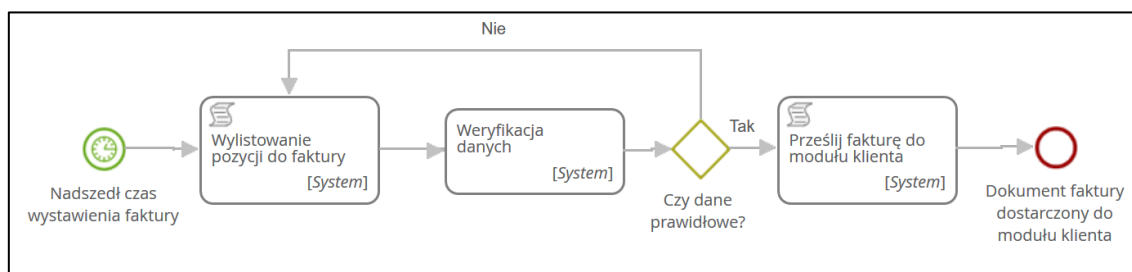 Nie
Nadszedł czas
wystawienia faktury
Wylistowanie
pozycji do faktury
[System]
Weryfikacja
danych
[System]
Czy dane
prawidłowe?
Tak
Prześlij fakturę do
modułu klienta
[System]
Dokument faktury
dostarczony do
modułu klienta